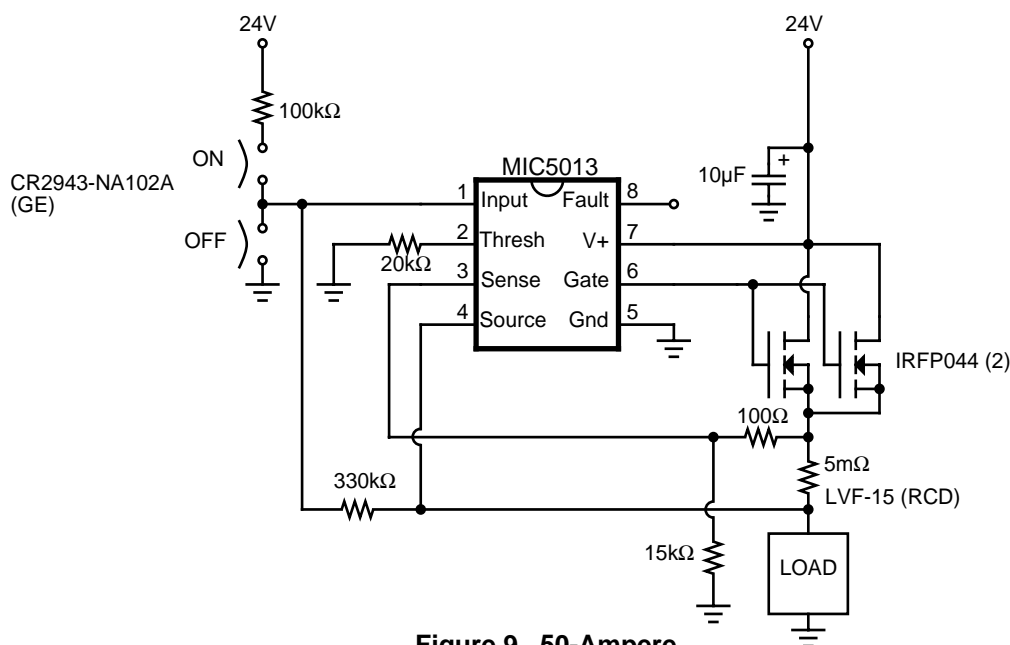 24V
24V
100kΩ
ON
CR2943-NA102A
(GE)
OFF
MIC5013
10µF
+
1
Input
Fault
8
2
Thresh
V+
7
20kΩ
3
Sense
Gate
6
4
Source
Gnd
5
IRFP044 (2)
100Ω
5mΩ
LVF-15 (RCD)
330kΩ
15kΩ
LOAD
Figure 9. 50-Ampere